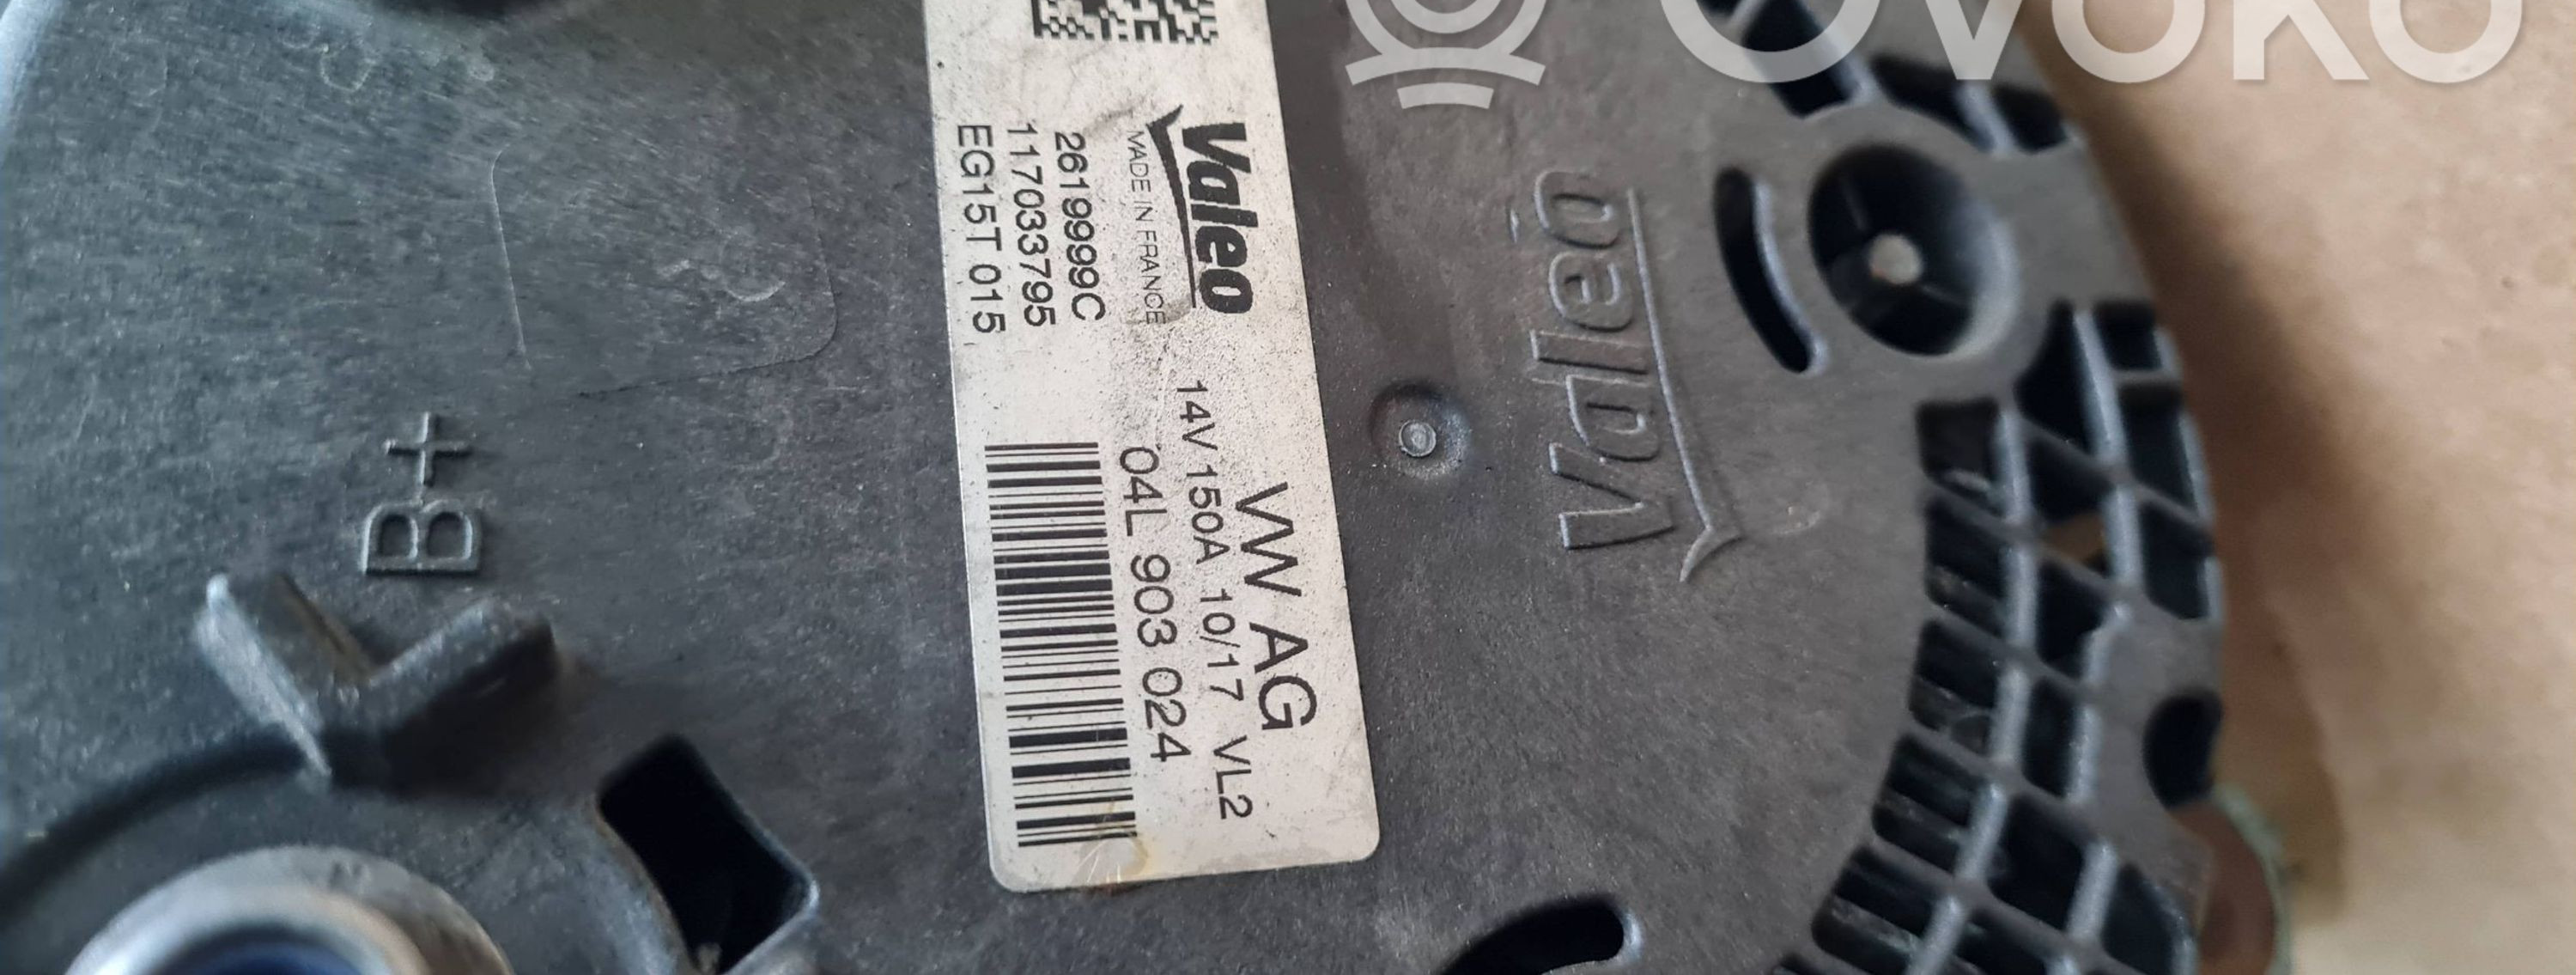 OVOKO
Valeo
MADE IN FRANCE
2619999C
117033795
EG15T 015
VW AG
14V 150A 10/17 VL2
04L 903 024
Valeo
B+